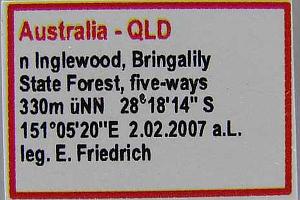 Australia - QLD
n Inglewood, Bringalily
State Forest, five-ways
330m üNN 28°18'14'' S
151°05'20''E 2.02.2007 a.L.
leg. E. Friedrich